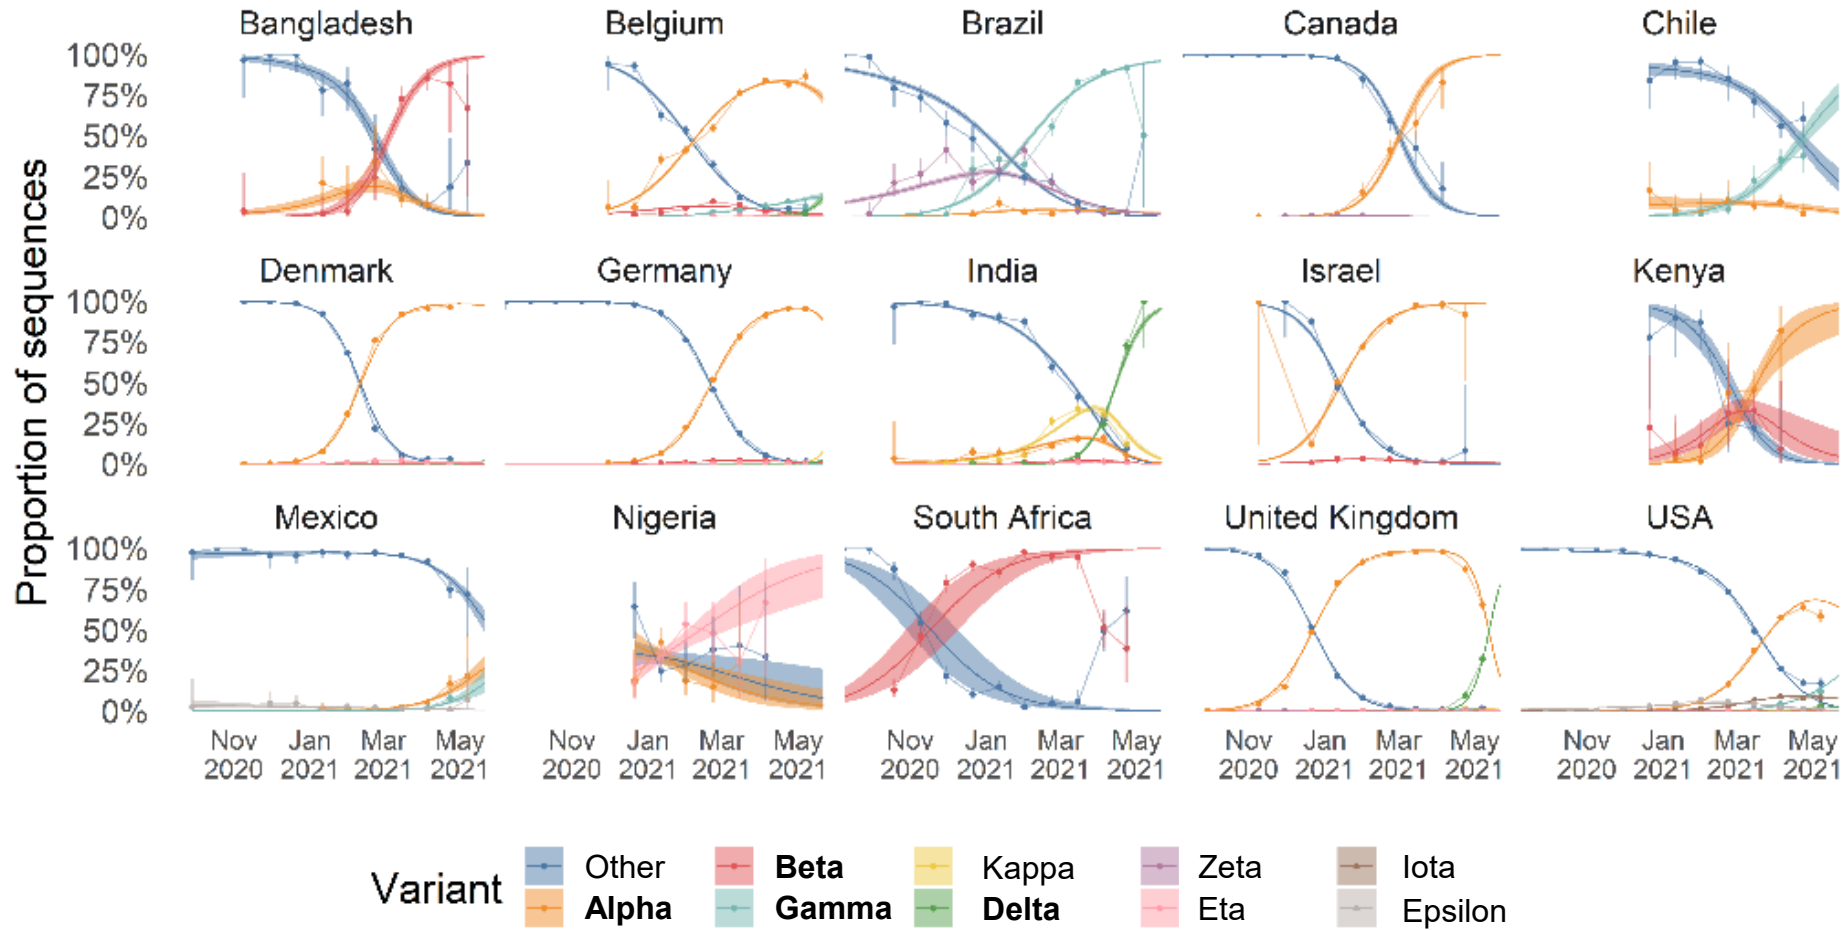 Bangladesh Belgium Brazil Canada Chile
100%
75%
50%
25%
0%
Denmark Germany India Israel Kenya
100%
75%
50%
25%
0%
Mexico Nigeria South Africa United Kingdom USA
100%
75%
50%
25%
0%
Proportion of sequences
Nov Jan Mar May Nov Jan Mar May Nov Jan Mar May Nov Jan Mar May Nov Jan Mar May
2020 2021 2021 2021 2020 2021 2021 2021 2020 2021 2021 2021 2020 2021 2021 2021 2020 2021 2021 2021
Variant
Other Beta Kappa Zeta Iota
Alpha Gamma Delta Eta Epsilon